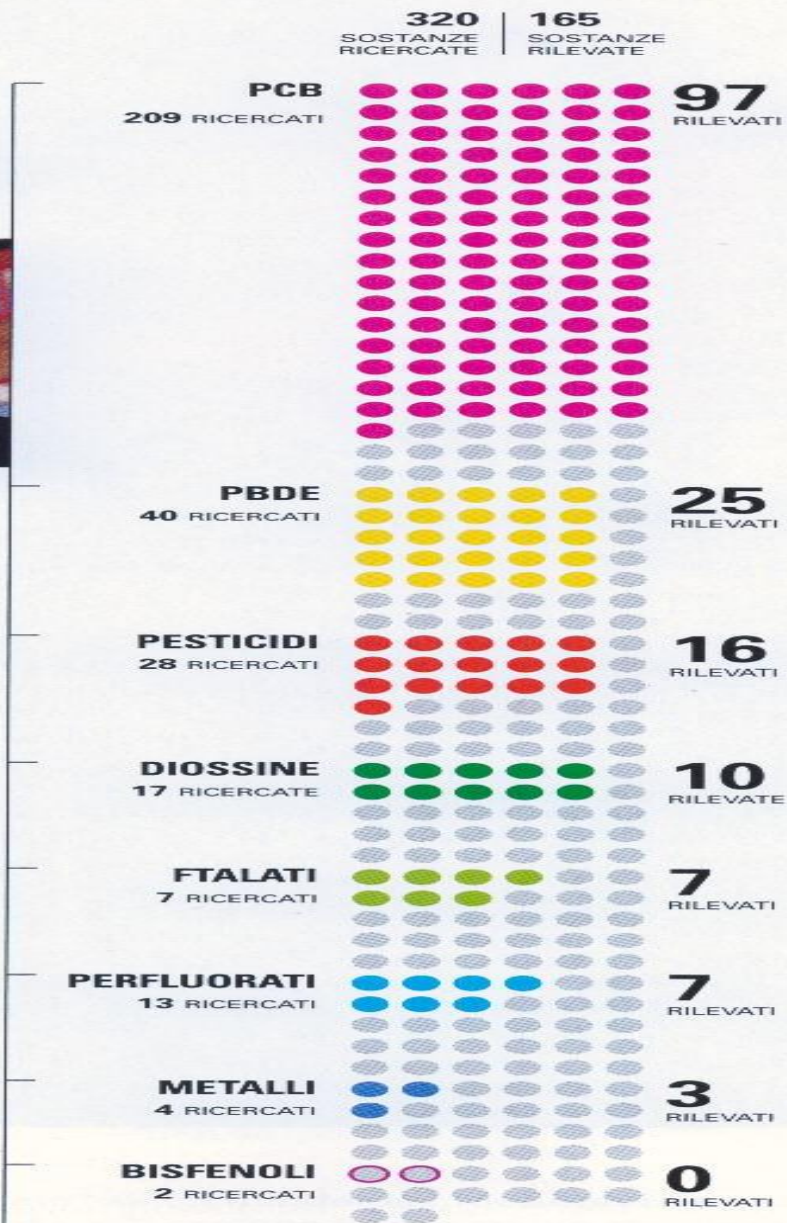 320 | 165
SOSTANZE RICERCATE | SOSTANZE RILEVATE
PCB
209 RICERCATI
97
RILEVATI
PBDE
40 RICERCATI
25
RILEVATI
PESTICIDI
28 RICERCATI
16
RILEVATI
DIOSSINE
17 RICERCATE
10
RILEVATE
FTALATI
7 RICERCATI
7
RILEVATI
PERFLUORATI
13 RICERCATI
7
RILEVATI
METALLI
4 RICERCATI
3
RILEVATI
BISFENOLI
2 RICERCATI
0
RILEVATI